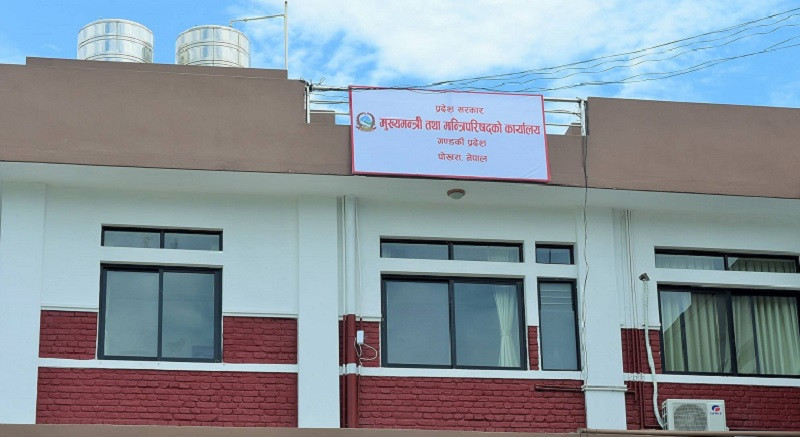 प्रदेश सरकार
मुख्यमन्त्री तथा मन्त्रिपरिषद्को कार्यालय
गण्डकी प्रदेश
पोखरा, नेपाल